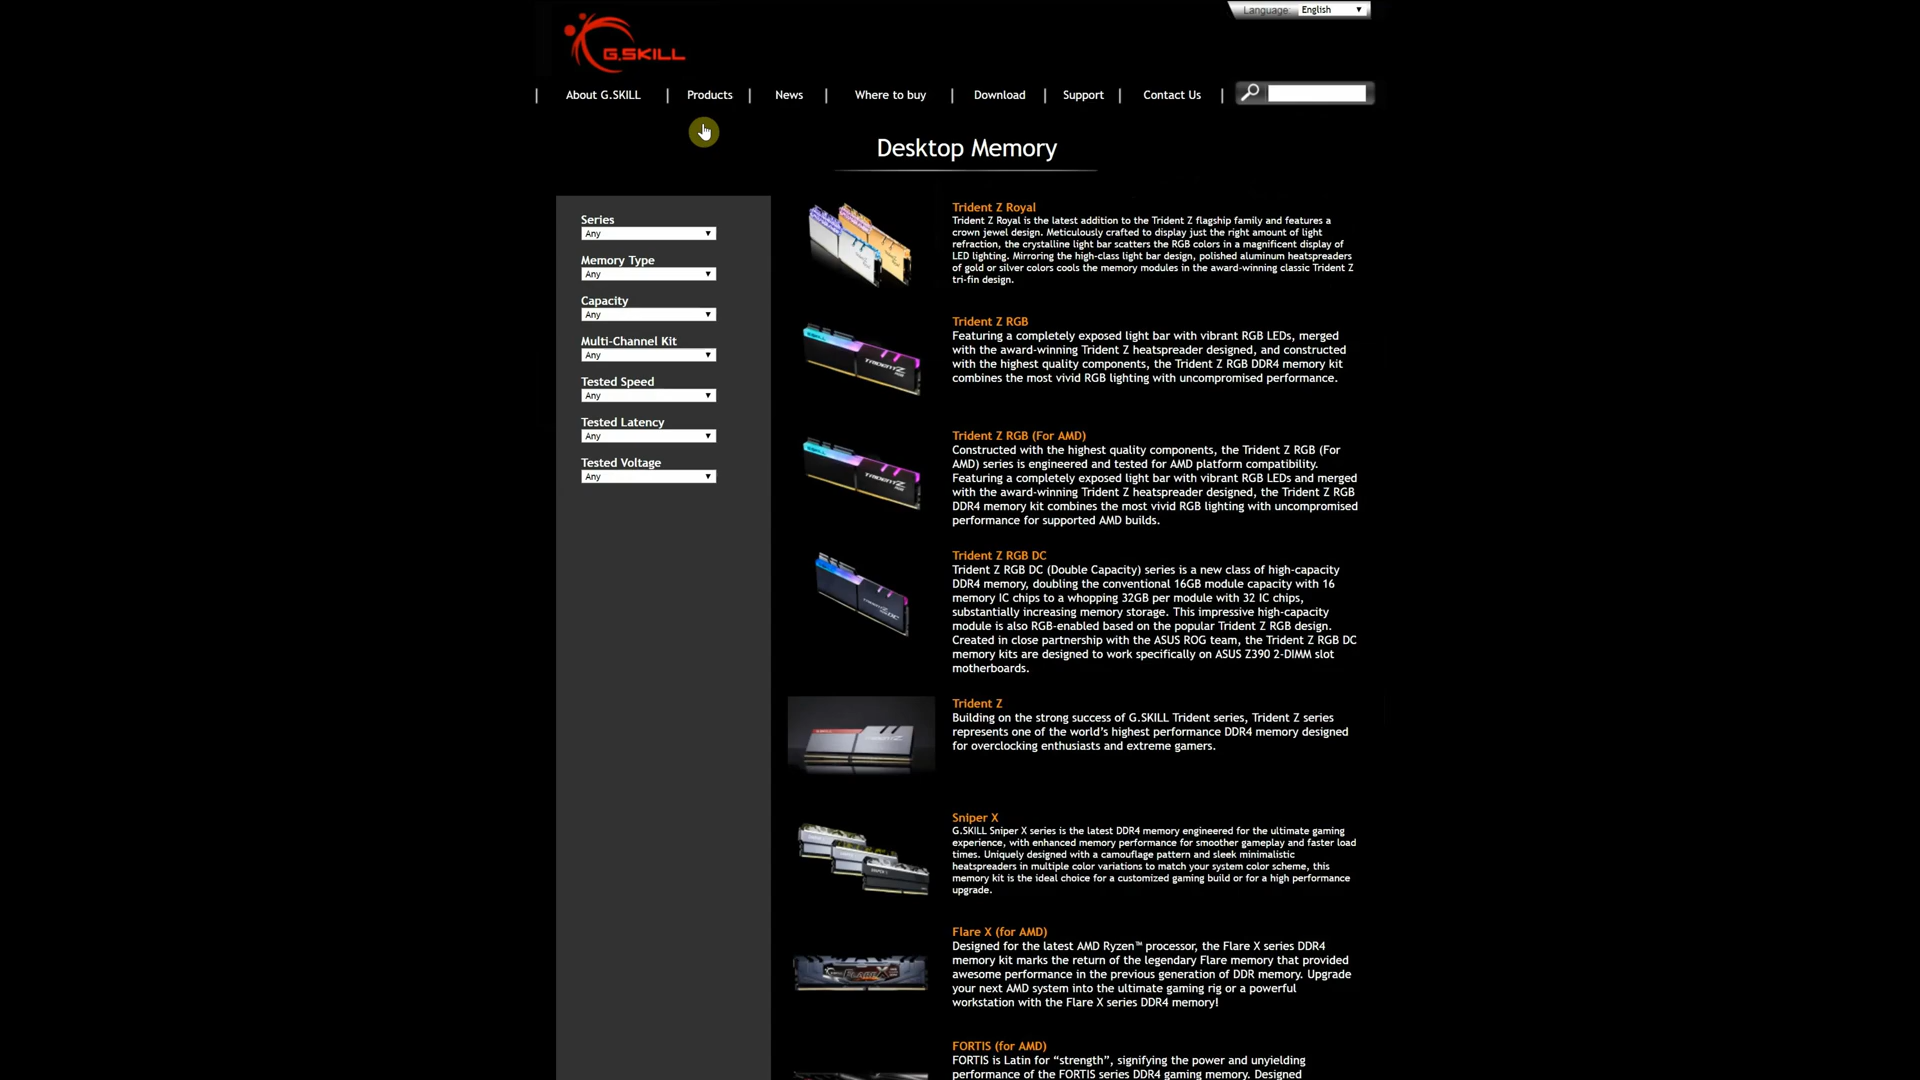 Language: English
G.SKILL
About G.SKILL
Products
News
Where to buy
Download
Support
Contact Us
Desktop Memory
Series
Any
Memory Type
Any
Capacity
Any
Multi-Channel Kit
Any
Tested Speed
Any
Tested Latency
Any
Tested Voltage
Any
Trident Z Royal
Trident Z Royal is the latest addition to the Trident Z flagship family and features a
crown jewel design. Meticulously crafted to display just the right amount of light
refraction, the crystalline light bar scatters the RGB colors in a magnificent display of
LED lighting. Mirroring the high-class light bar design, polished aluminum heatspreaders
of gold or silver colors cools the memory modules in the award-winning classic Trident Z
tri-fin design.
Trident Z RGB
Featuring a completely exposed light bar with vibrant RGB LEDs, merged
with the award-winning Trident Z heatspreader designed, and constructed
with the highest quality components, the Trident Z RGB DDR4 memory kit
combines the most vivid RGB lighting with uncompromised performance.
TRIDENTZ
Trident Z RGB (For AMD)
Constructed with the highest quality components, the Trident Z RGB (For
AMD) series is engineered and tested for AMD platform compatibility.
Featuring a completely exposed light bar with vibrant RGB LEDs and merged
with the award-winning Trident Z heatspreader designed, the Trident Z RGB
DDR4 memory kit combines the most vivid RGB lighting with uncompromised
performance for supported AMD builds.
TRIDENTZ
Trident Z RGB DC
Trident Z RGB DC (Double Capacity) series is a new class of high-capacity
DDR4 memory, doubling the conventional 16GB module capacity with 16
memory IC chips to a whopping 32GB per module with 32 IC chips,
substantially increasing memory storage. This impressive high-capacity
module is also RGB-enabled based on the popular Trident Z RGB design.
Created in close partnership with the ASUS ROG team, the Trident Z RGB DC
memory kits are designed to work specifically on ASUS Z390 2-DIMM slot
motherboards.
Trident Z
Building on the strong success of G.SKILL Trident series, Trident Z series
represents one of the world's highest performance DDR4 memory designed
for overclocking enthusiasts and extreme gamers.
Sniper X
G.SKILL Sniper X series is the latest DDR4 memory engineered for the ultimate gaming
experience, with enhanced memory performance for smoother gameplay and faster load
times. Uniquely designed with a camouflage pattern and sleek minimalistic
heatspreaders in multiple color variations to match your system color scheme, this
memory kit is the ideal choice for a customized gaming build or for a high performance
upgrade.
Flare X (for AMD)
Designed for the latest AMD Ryzen™ processor, the Flare X series DDR4
memory kit marks the return of the legendary Flare memory that provided
awesome performance in the previous generation of DDR memory. Upgrade
your next AMD system into the ultimate gaming rig or a powerful
workstation with the Flare X series DDR4 memory!
FORTIS (for AMD)
FORTIS is Latin for “strength”, signifying the power and unyielding
performance of the FORTIS series DDR4 gaming memory. Designed